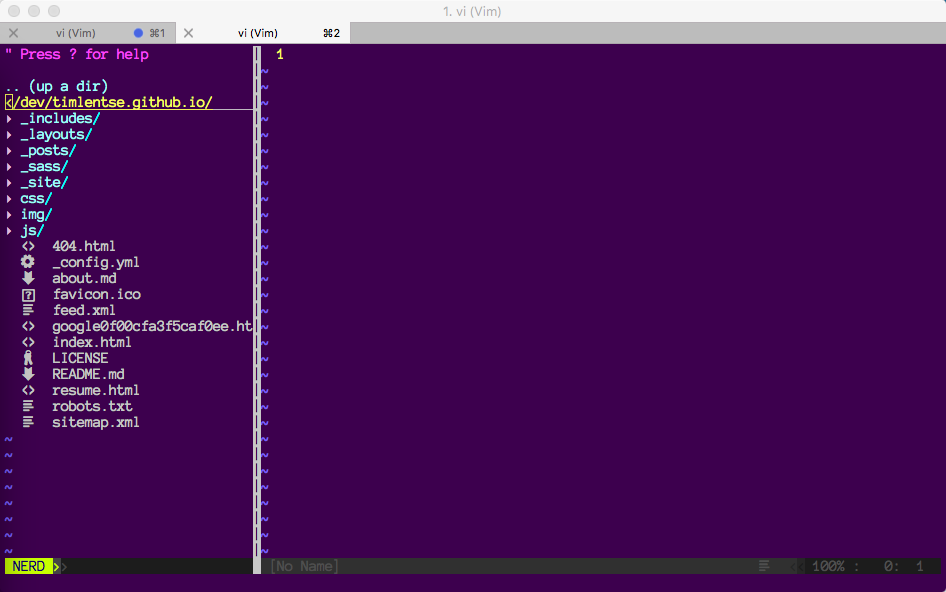 1. vi (Vim)
vi (Vim) ⌘1
vi (Vim) ⌘2
" Press ? for help
.. (up a dir)
</dev/timlentse.github.io/
▸ _includes/
▸ _layouts/
▸ _posts/
▸ _sass/
▸ _site/
▸ css/
▸ img/
▸ js/
404.html
_config.yml
about.md
favicon.ico
feed.xml
google0f00cfa3f5caf0ee.ht
index.html
LICENSE
README.md
resume.html
robots.txt
sitemap.xml
NERD
1
[No Name]
100% : 0: 1